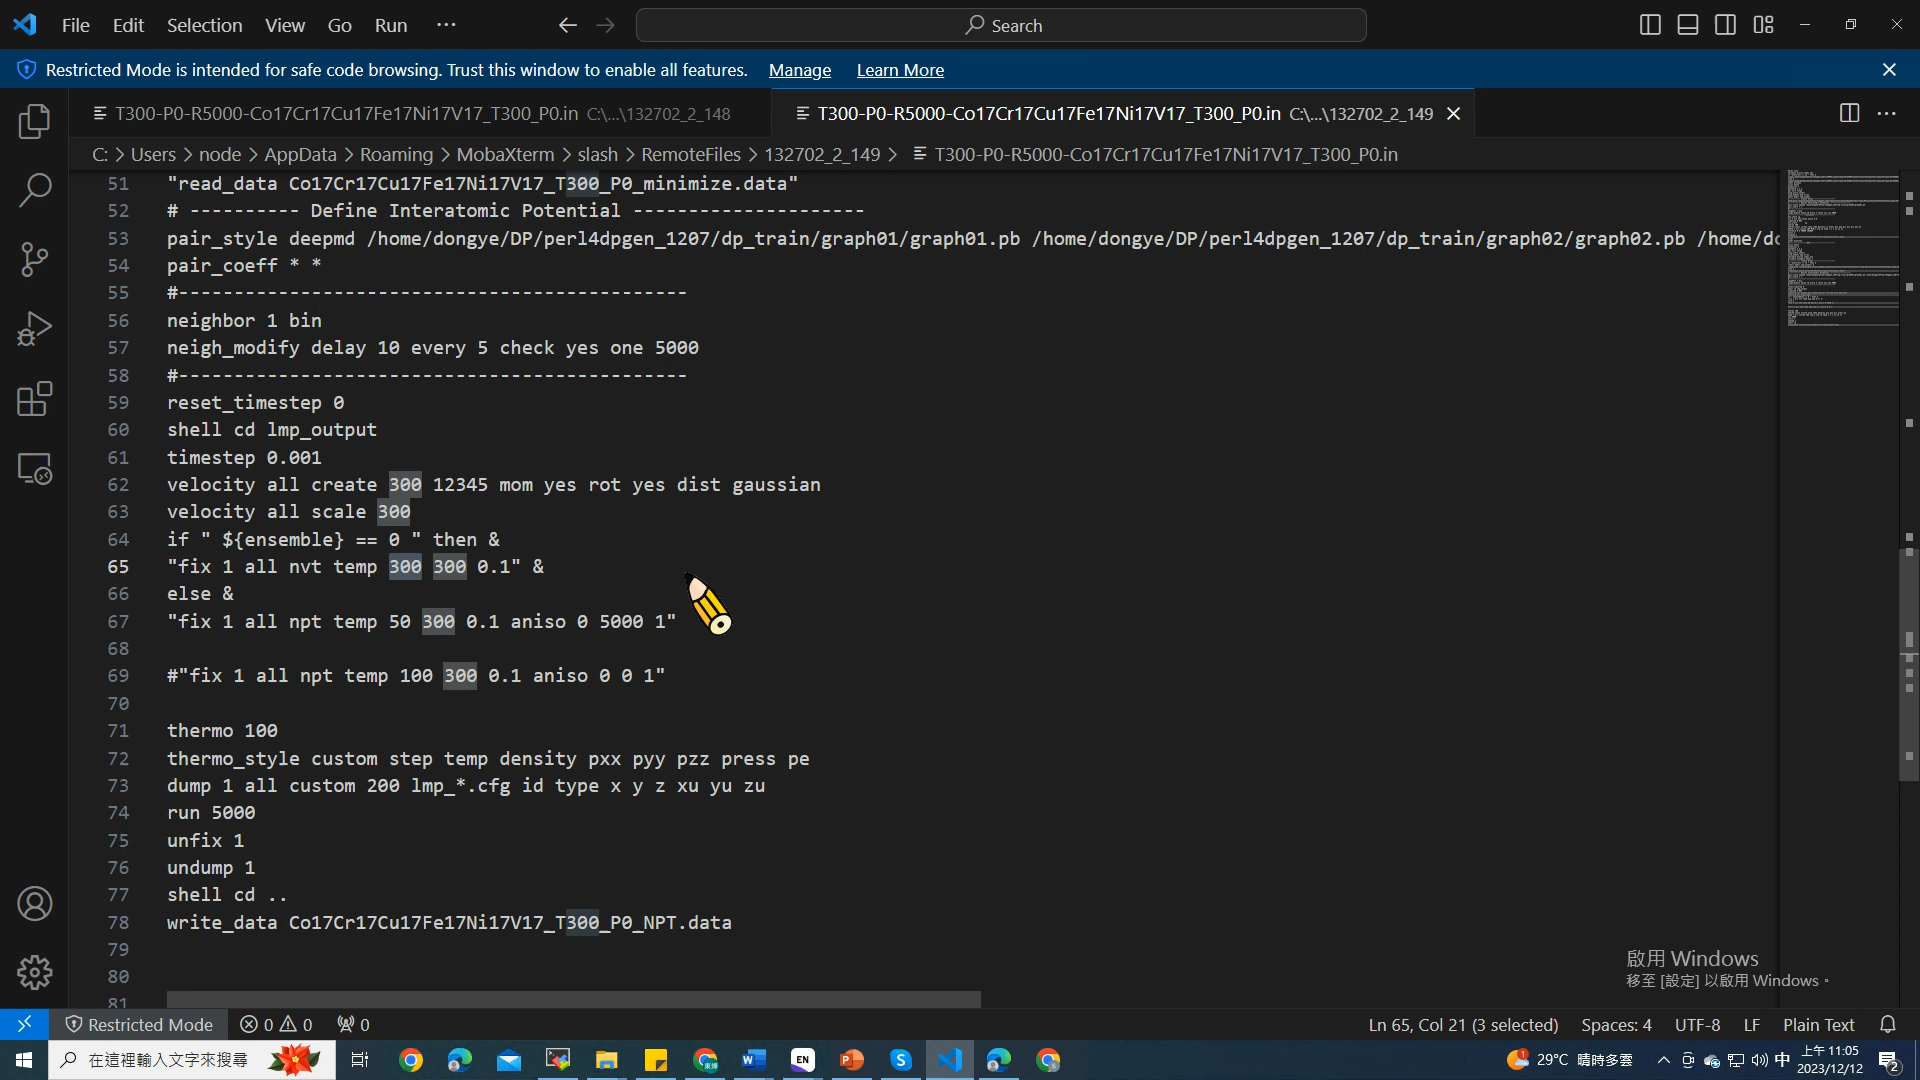 File Edit Selection View Go Run ··· Search
Restricted Mode is intended for safe code browsing. Trust this window to enable all features. Manage Learn More
T300-P0-R5000-Co17Cr17Cu17Fe17Ni17V17_T300_P0.in C:\...\132702_2_148
T300-P0-R5000-Co17Cr17Cu17Fe17Ni17V17_T300_P0.in C:\...\132702_2_149
C: > Users > node > AppData > Roaming > MobaXterm > slash > RemoteFiles > 132702_2_149 > T300-P0-R5000-Co17Cr17Cu17Fe17Ni17V17_T300_P0.in
51 "read_data Co17Cr17Cu17Fe17Ni17V17_T300_P0_minimize.data"
52 # ---------- Define Interatomic Potential ---------------------
53 pair_style deepmd /home/dongye/DP/perl4dpgen_1207/dp_train/graph01/graph01.pb /home/dongye/DP/perl4dpgen_1207/dp_train/graph02/graph02.pb /home/do
54 pair_coeff * *
55 #----------------------------------------------
56 neighbor 1 bin
57 neigh_modify delay 10 every 5 check yes one 5000
58 #----------------------------------------------
59 reset_timestep 0
60 shell cd lmp_output
61 timestep 0.001
62 velocity all create 300 12345 mom yes rot yes dist gaussian
63 velocity all scale 300
64 if " ${ensemble} == 0 " then &
65 "fix 1 all nvt temp 300 300 0.1" &
66 else &
67 "fix 1 all npt temp 50 300 0.1 aniso 0 5000 1"
68
69 #"fix 1 all npt temp 100 300 0.1 aniso 0 0 1"
70
71 thermo 100
72 thermo_style custom step temp density pxx pyy pzz press pe
73 dump 1 all custom 200 lmp_*.cfg id type x y z xu yu zu
74 run 5000
75 unfix 1
76 undump 1
77 shell cd ..
78 write_data Co17Cr17Cu17Fe17Ni17V17_T300_P0_NPT.data
79
80
81
啟用 Windows
移至 [設定] 以啟用 Windows。
Restricted Mode 0 0 0 Ln 65, Col 21 (3 selected) Spaces: 4 UTF-8 LF Plain Text
在這裡輸入文字來搜尋 EN 29°C 晴時多雲 中 上午 11:05
2023/12/12 2